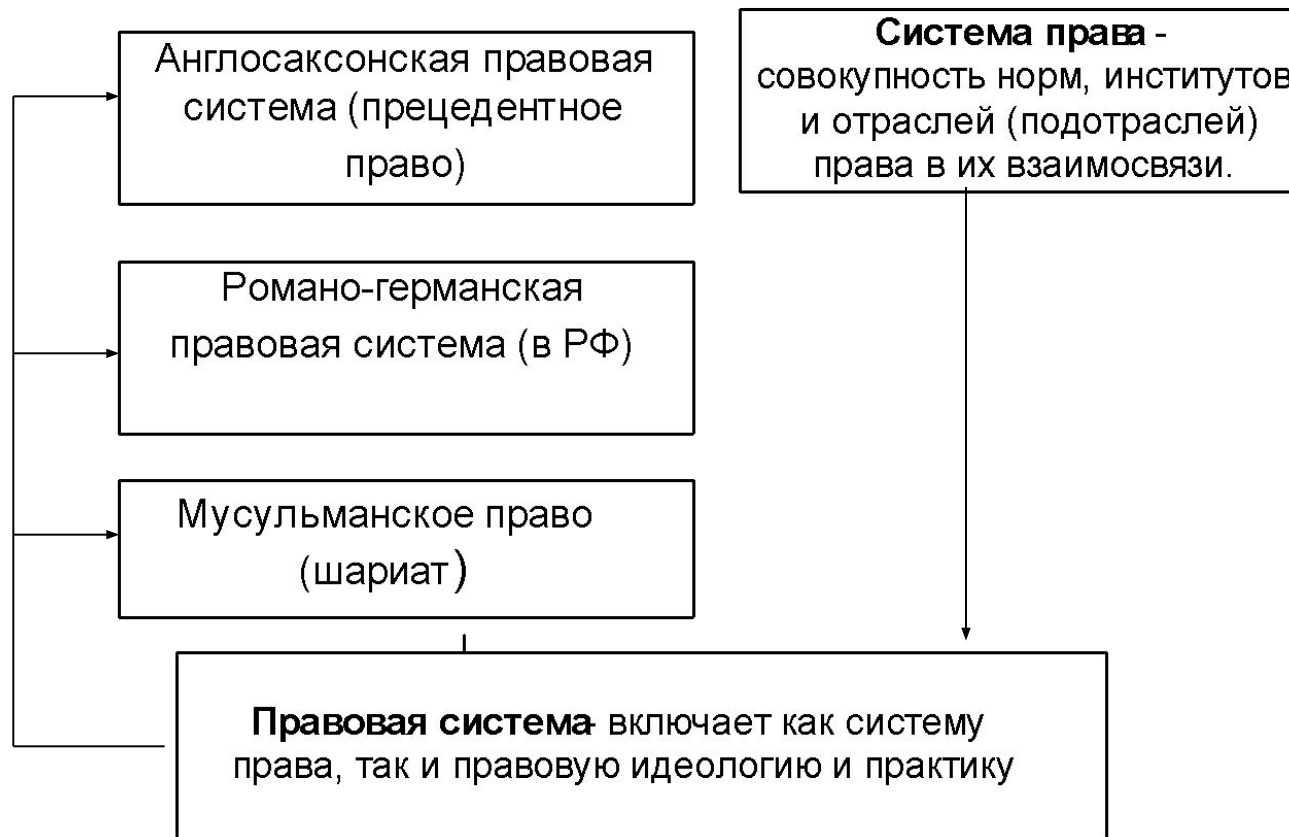 Англосаксонская правовая
система (прецедентное
право)
Система права -
совокупность норм, институтов
и отраслей (подотраслей)
права в их взаимосвязи.
Романо-германская
правовая система (в РФ)
Мусульманское право
(шариат)
Правовая система- включает как систему
права, так и правовую идеологию и практику